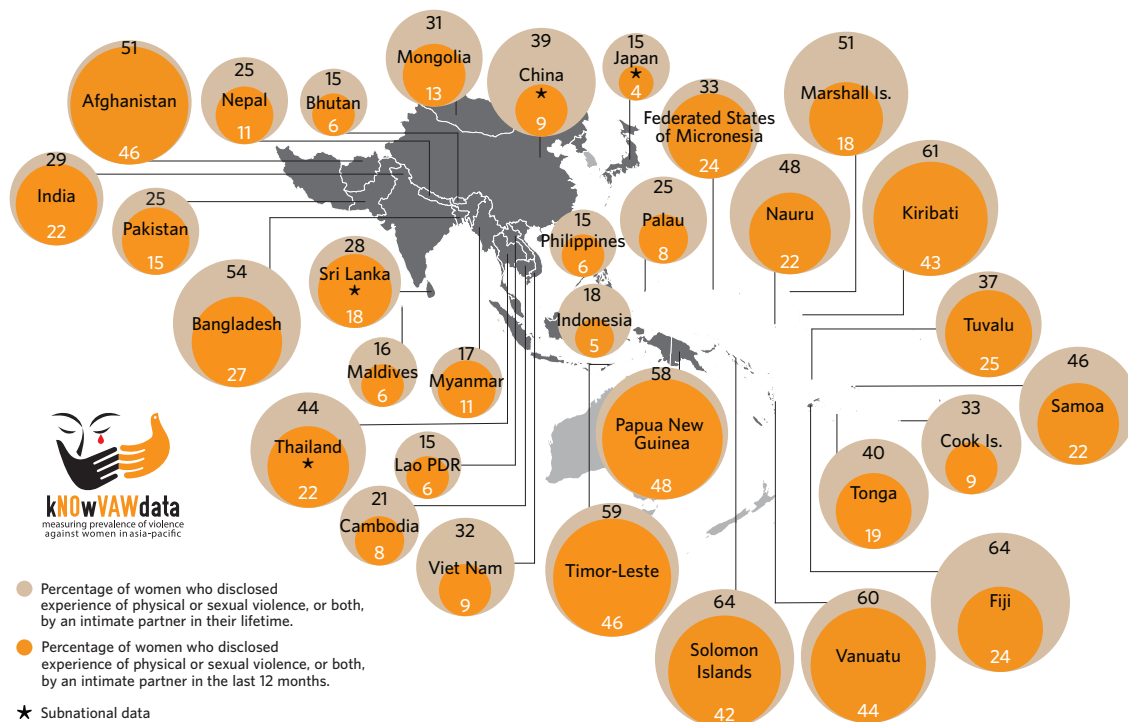 51
Afghanistan
46
25
Nepal
11
15
Bhutan
6
31
Mongolia
13
39
China
★
9
15
Japan
★
4
33
Federated States
of Micronesia
24
51
Marshall Is.
18
29
India
22
25
Pakistan
15
54
Bangladesh
27
28
Sri Lanka
★
18
16
Maldives
6
17
Myanmar
11
15
Philippines
6
25
Palau
8
48
Nauru
22
61
Kiribati
43
18
Indonesia
5
37
Tuvalu
25
46
Samoa
22
44
Thailand
★
22
15
Lao PDR
6
21
Cambodia
8
32
Viet Nam
9
58
Papua New
Guinea
48
59
Timor-Leste
46
33
Cook Is.
9
40
Tonga
19
64
Solomon
Islands
42
60
Vanuatu
44
64
Fiji
24
kNOwVAWdata
measuring prevalence of violence
against women in asia-pacific
Percentage of women who disclosed
experience of physical or sexual violence, or both,
by an intimate partner in their lifetime.
Percentage of women who disclosed
experience of physical or sexual violence, or both,
by an intimate partner in the last 12 months.
★ Subnational data